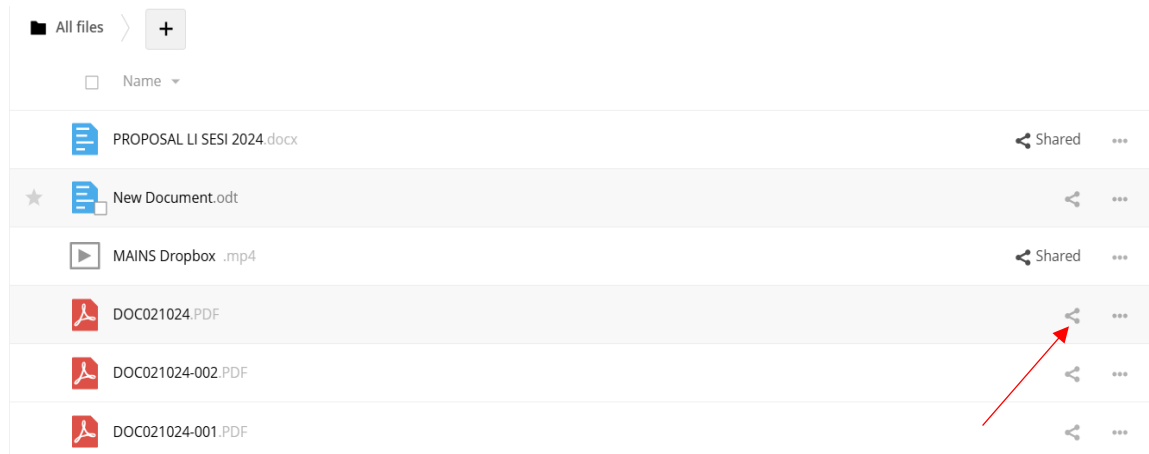 All files
Name
PROPOSAL LI SESI 2024.docx Shared
New Document.odt
MAINS Dropbox .mp4 Shared
DOC021024.PDF
DOC021024-002.PDF
DOC021024-001.PDF